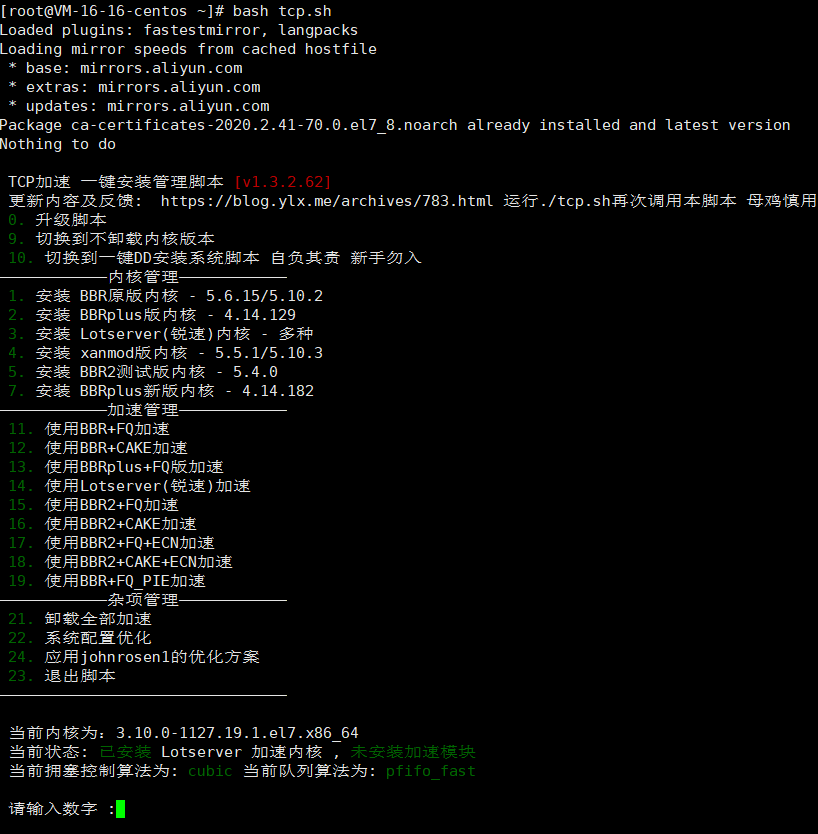 [root@VM-16-16-centos ~]# bash tcp.sh
Loaded plugins: fastestmirror, langpacks
Loading mirror speeds from cached hostfile
 * base: mirrors.aliyun.com
 * extras: mirrors.aliyun.com
 * updates: mirrors.aliyun.com
Package ca-certificates-2020.2.41-70.0.el7_8.noarch already installed and latest version
Nothing to do
TCP加速 一键安装管理脚本 [v1.3.2.62]
更新内容及反馈： https://blog.ylx.me/archives/783.html 运行./tcp.sh再次调用本脚本 母鸡慎用
0. 升级脚本
9. 切换到不卸载内核版本
10. 切换到一键DD安装系统脚本 自负其责 新手勿入
————————————内核管理————————————
1. 安装 BBR原版内核 - 5.6.15/5.10.2
2. 安装 BBRplus版内核 - 4.14.129
3. 安装 Lotserver(锐速)内核 - 多种
4. 安装 xanmod版内核 - 5.5.1/5.10.3
5. 安装 BBR2测试版内核 - 5.4.0
7. 安装 BBRplus新版内核 - 4.14.182
————————————加速管理————————————
11. 使用BBR+FQ加速
12. 使用BBR+CAKE加速
13. 使用BBRplus+FQ版加速
14. 使用Lotserver(锐速)加速
15. 使用BBR2+FQ加速
16. 使用BBR2+CAKE加速
17. 使用BBR2+FQ+ECN加速
18. 使用BBR2+CAKE+ECN加速
19. 使用BBR+FQ_PIE加速
————————————杂项管理————————————
21. 卸载全部加速
22. 系统配置优化
24. 应用johnrosen1的优化方案
23. 退出脚本
————————————————————————————————
当前内核为：3.10.0-1127.19.1.el7.x86_64
当前状态: 已安装 Lotserver 加速内核 , 未安装加速模块
当前拥塞控制算法为: cubic 当前队列算法为: pfifo_fast
请输入数字 :